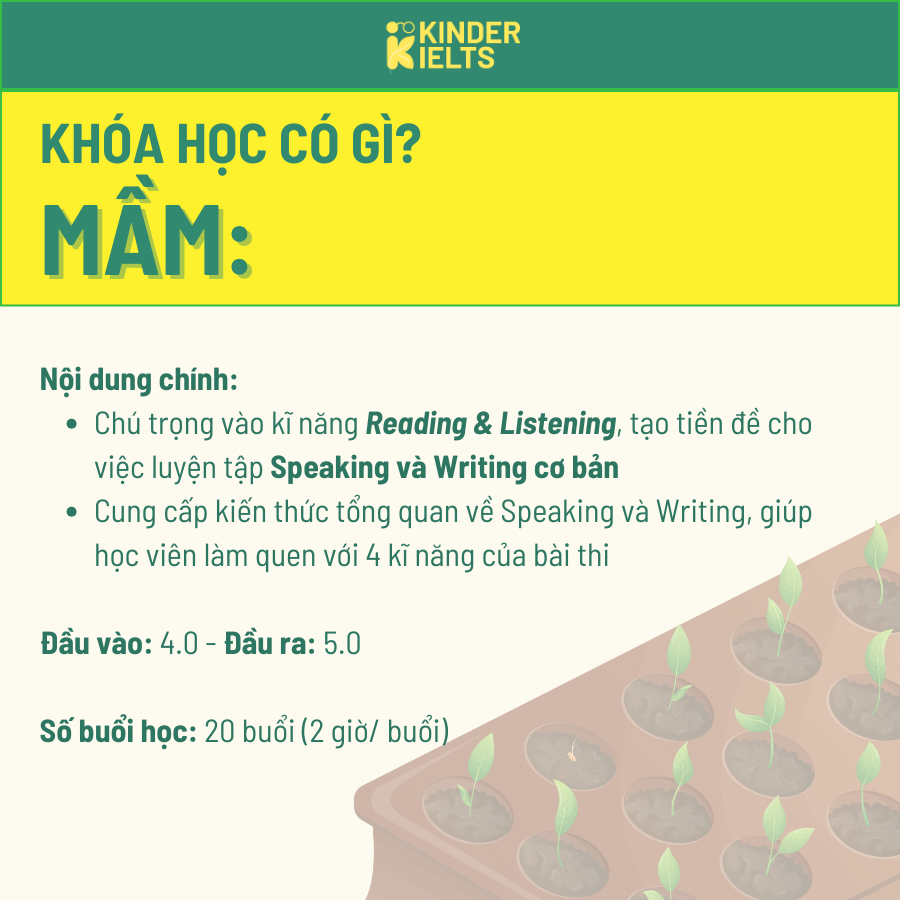 KINDER
IELTS
KHÓA HỌC CÓ GÌ?
MẦM:
Nội dung chính:
• Chú trọng vào kĩ năng Reading & Listening, tạo tiền đề cho
việc luyện tập Speaking và Writing cơ bản
• Cung cấp kiến thức tổng quan về Speaking và Writing, giúp
học viên làm quen với 4 kĩ năng của bài thi
Đầu vào: 4.0 - Đầu ra: 5.0
Số buổi học: 20 buổi (2 giờ/ buổi)